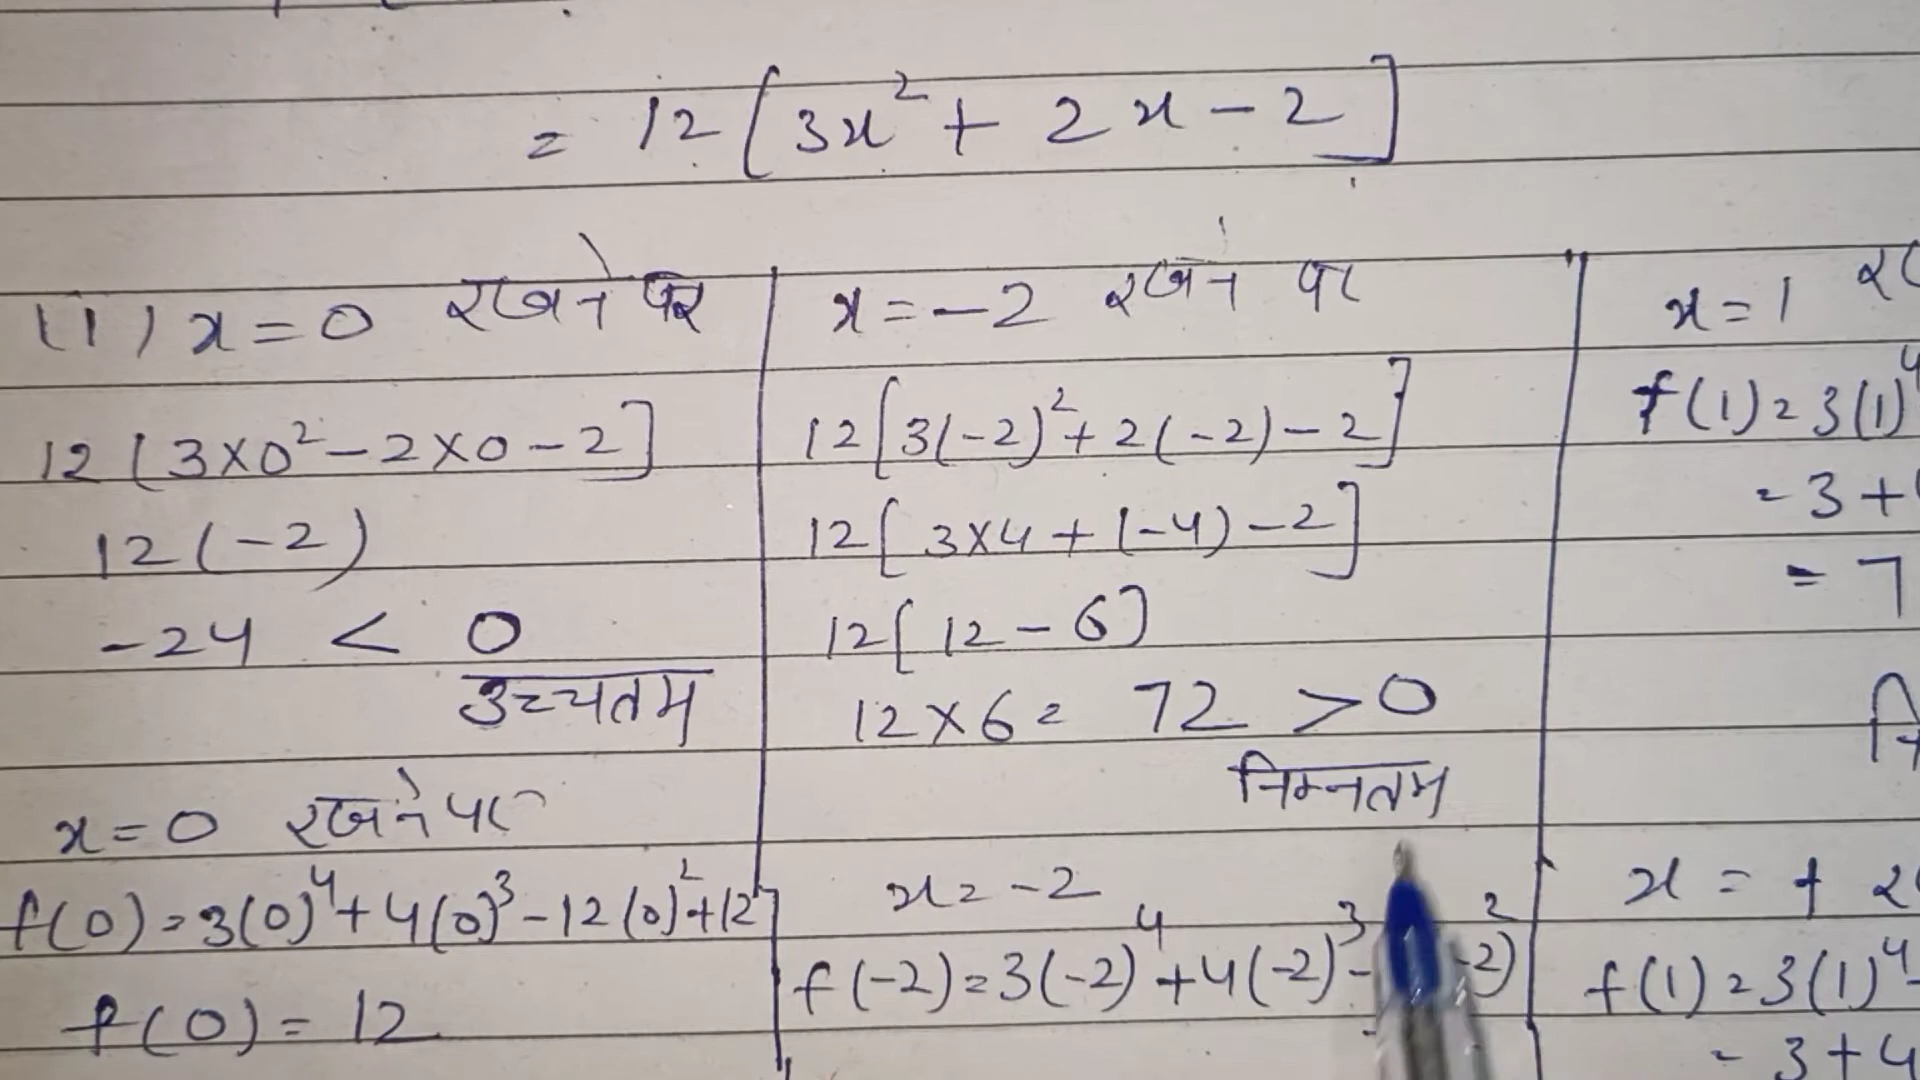 = 12 [3x² + 2x - 2]
(1) x = 0 रखने पर
12 (3×0² - 2×0 - 2]
12 (-2)
-24 < 0
उच्चतम
x = 0 रखने पर
f(0) = 3(0)⁴ + 4(0)³ - 12(0)² + 12
f(0) = 12
x = -2 रखने पर
12 [3(-2)² + 2(-2) - 2]
12 [3×4 + (-4) - 2]
12 [12 - 6]
12 × 6 = 72 > 0
निम्नतम
x = -2
f(-2) = 3(-2)⁴ + 4(-2)³ -
x = 1
f(1) = 3(1)⁴
= 3 +
= 7
x =
f(1) = 3(1)⁴
= 3 + 4